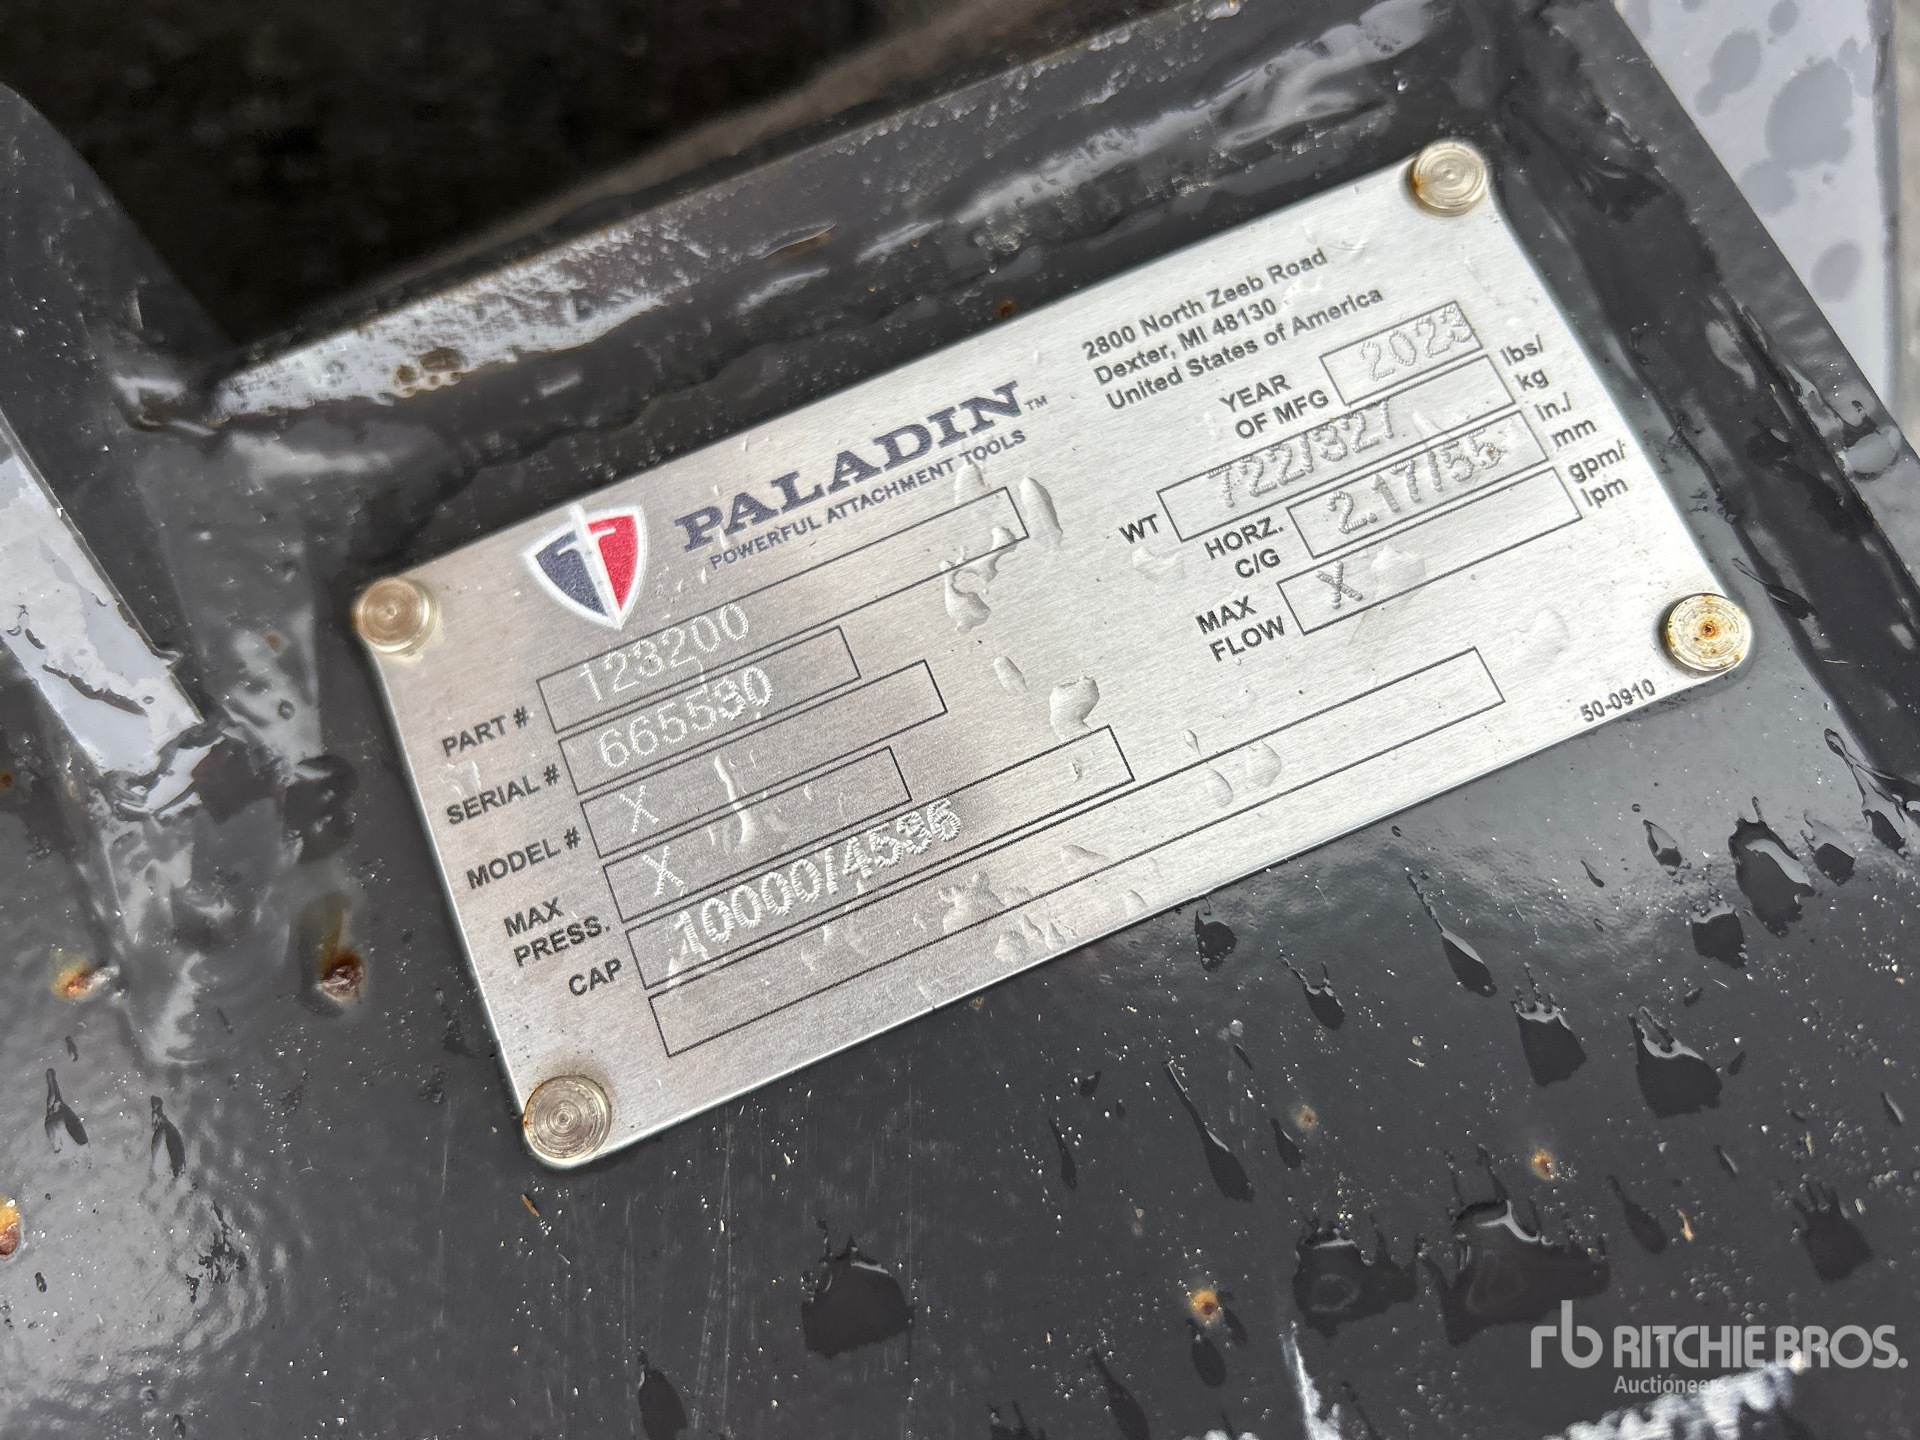 PALADIN™
POWERFUL ATTACHMENT TOOLS
2800 North Zeeb Road
Dexter, MI 48130
United States of America
PART # 123200
SERIAL # 665530
MODEL # X
MAX PRESS. X
CAP 10000/4536
YEAR OF MFG 2023
WT 722/327 lbs/ kg
HORZ. C/G 2.17/55 In./ mm
MAX FLOW X gpm/ lpm
50-0910
rb RITCHIE BROS.
Auctioneers